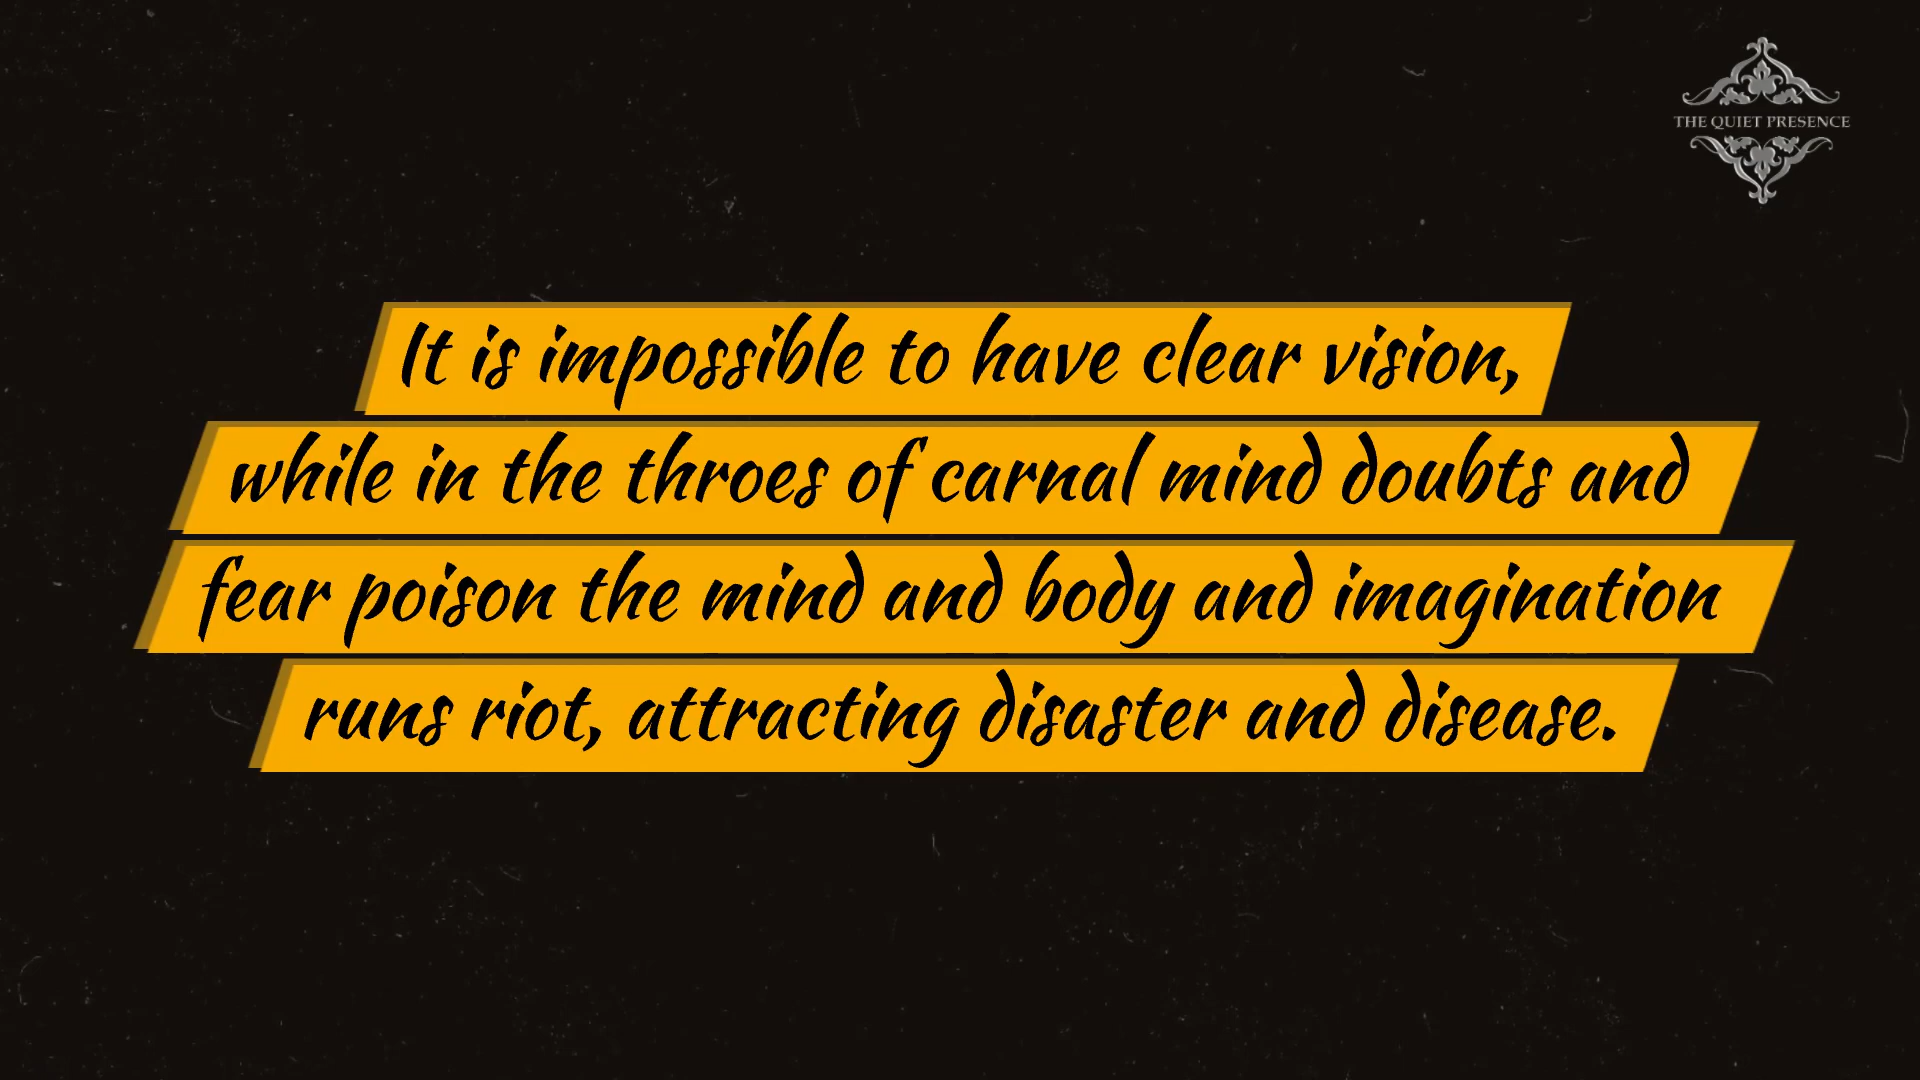 THE QUIET PRESENCE
It is impossible to have clear vision,
while in the throes of carnal mind doubts and
fear poison the mind and body and imagination
runs riot, attracting disaster and disease.